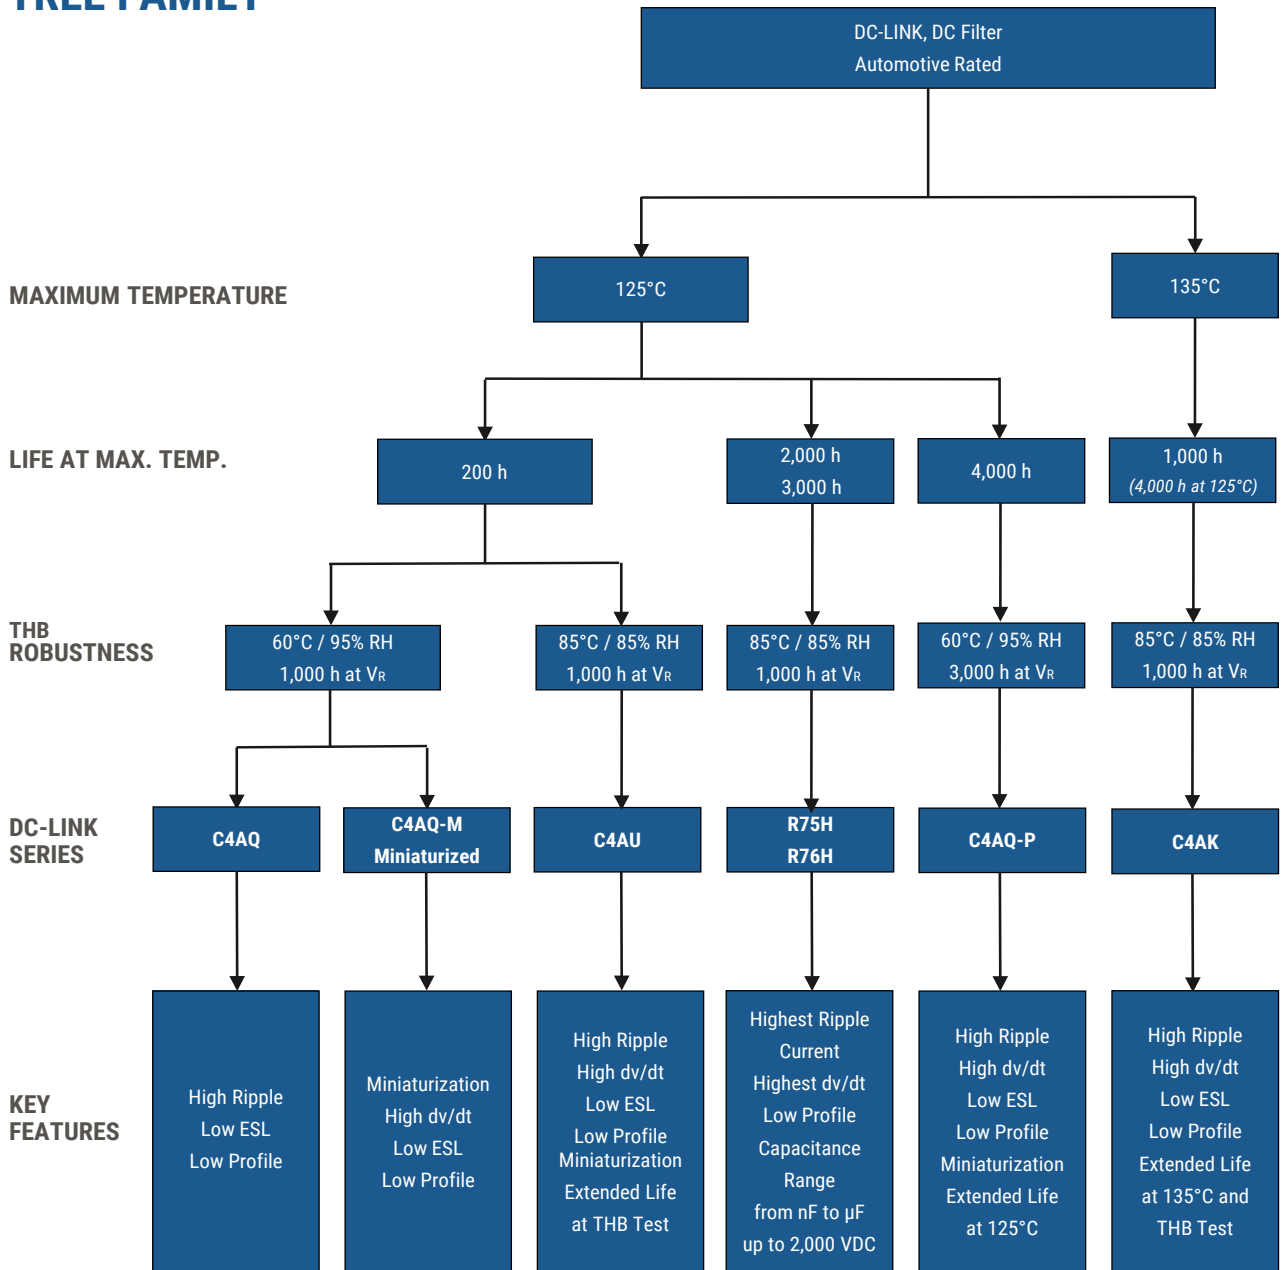 TREE FAMILY
DC-LINK, DC Filter
Automotive Rated
MAXIMUM TEMPERATURE
125°C
135°C
LIFE AT MAX. TEMP.
200 h
2,000 h
3,000 h
4,000 h
1,000 h
(4,000 h at 125°C)
THB
ROBUSTNESS
60°C / 95% RH
1,000 h at VR
85°C / 85% RH
1,000 h at VR
85°C / 85% RH
1,000 h at VR
60°C / 95% RH
3,000 h at VR
85°C / 85% RH
1,000 h at VR
DC-LINK
SERIES
C4AQ
C4AQ-M
Miniaturized
C4AU
R75H
R76H
C4AQ-P
C4AK
KEY
FEATURES
High Ripple
Low ESL
Low Profile
Miniaturization
High dv/dt
Low ESL
Low Profile
High Ripple
High dv/dt
Low ESL
Low Profile
Miniaturization
Extended Life
at THB Test
Highest Ripple
Current
Highest dv/dt
Low Profile
Capacitance
Range
from nF to µF
up to 2,000 VDC
High Ripple
High dv/dt
Low ESL
Low Profile
Miniaturization
Extended Life
at 125°C
High Ripple
High dv/dt
Low ESL
Low Profile
Extended Life
at 135°C and
THB Test